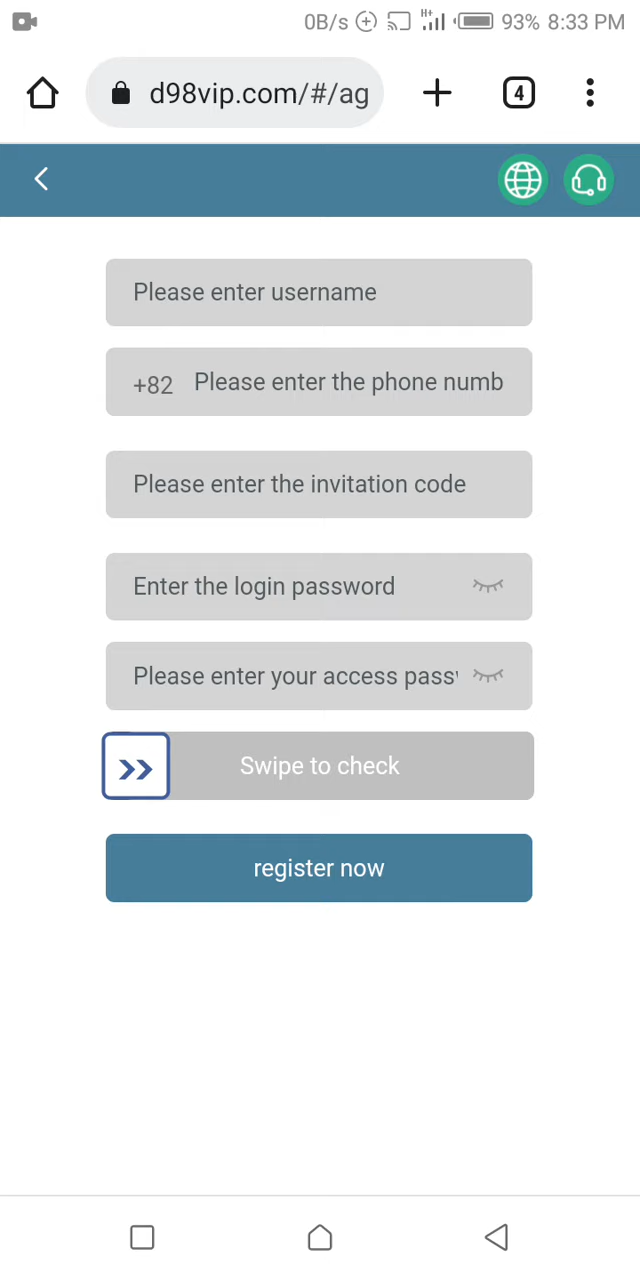 0B/s H+ 93% 8:33 PM
d98vip.com/#/ag 4
Please enter username
+82 Please enter the phone numb
Please enter the invitation code
Enter the login password
Please enter your access pass
Swipe to check
register now